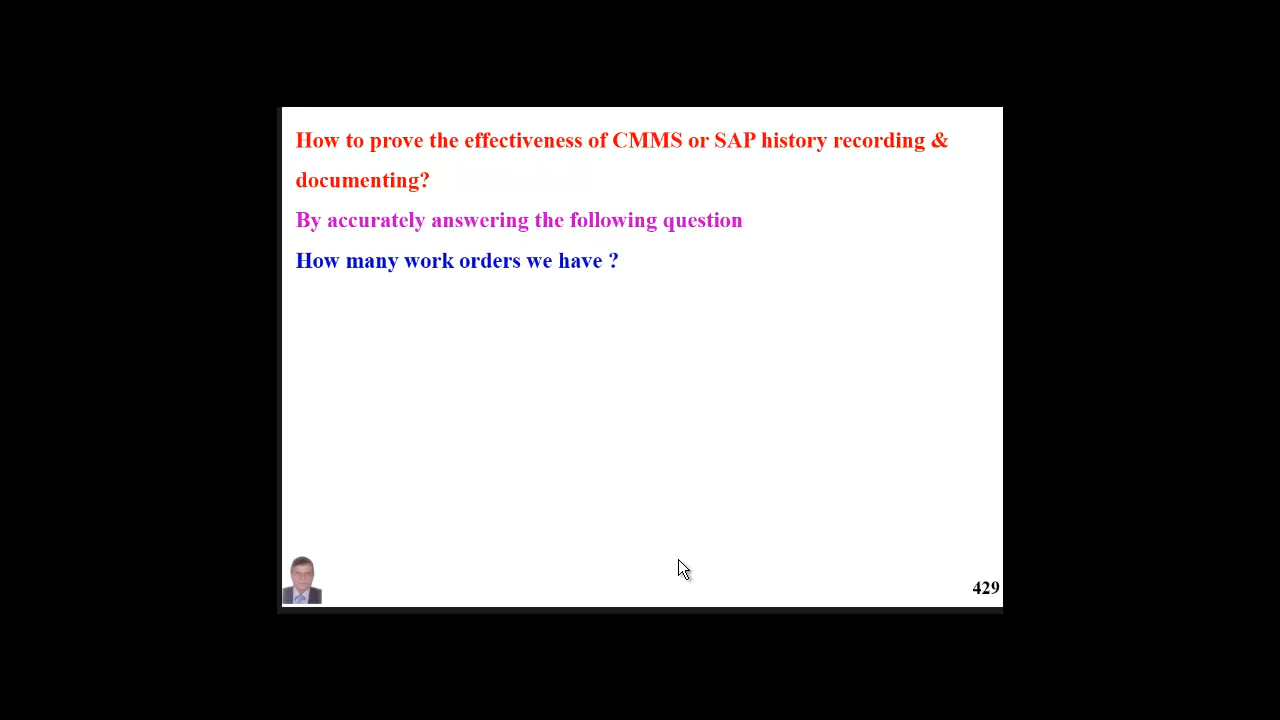 How to prove the effectiveness of CMMS or SAP history recording &
documenting?
By accurately answering the following question
How many work orders we have ?
429